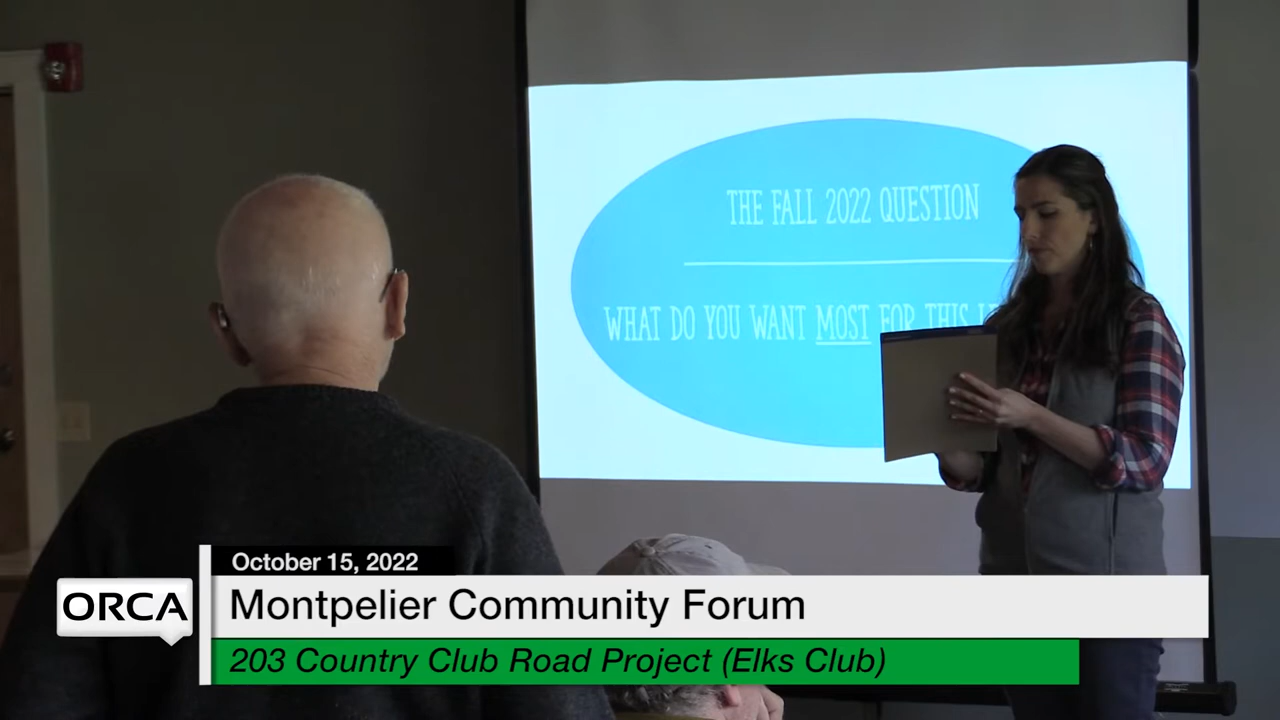 THE FALL 2022 QUESTION
WHAT DO YOU WANT MOST FOR THIS
October 15, 2022
ORCA
Montpelier Community Forum
203 Country Club Road Project (Elks Club)